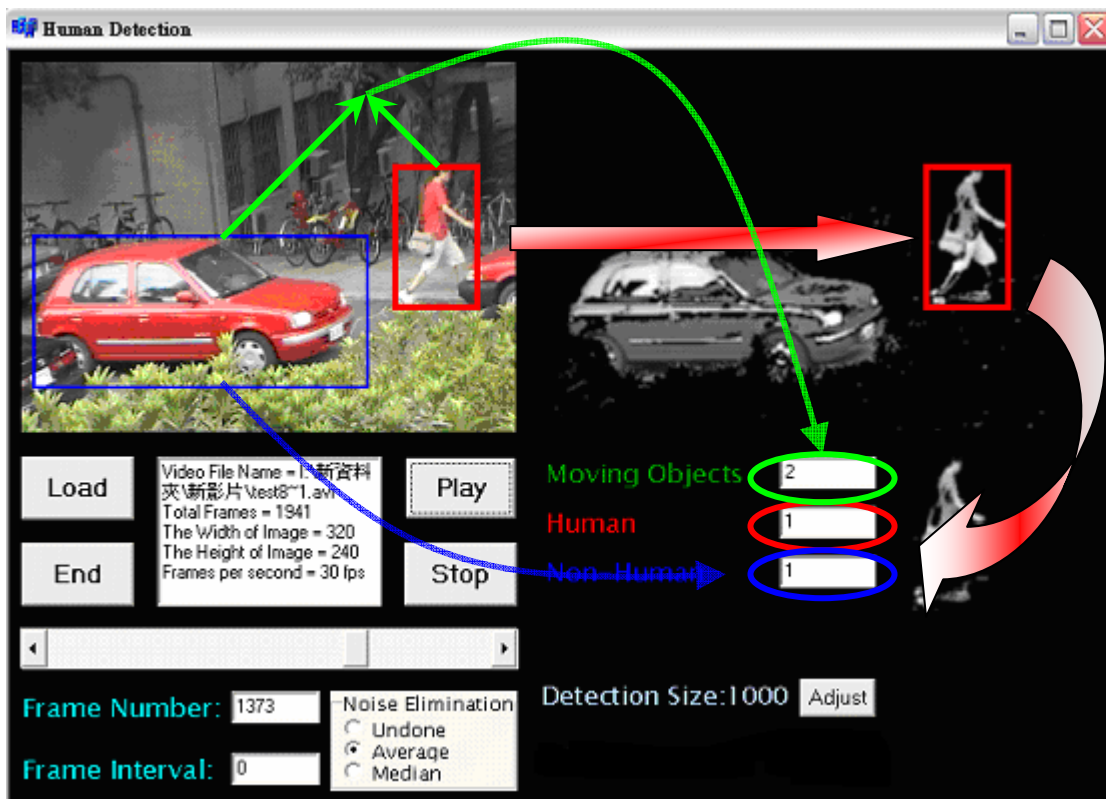 Human Detection
Load
End
Video File Name = I:\新資料
夾\新影片\test8~1.avi
Total Frames = 1941
The Width of Image = 320
The Height of Image = 240
Frames per second = 30 fps
Play
Stop
Moving Objects
2
Human
1
Non-Human
1
Frame Number:
1373
Frame Interval:
0
Noise Elimination
Undone
Average
Median
Detection Size:1000
Adjust